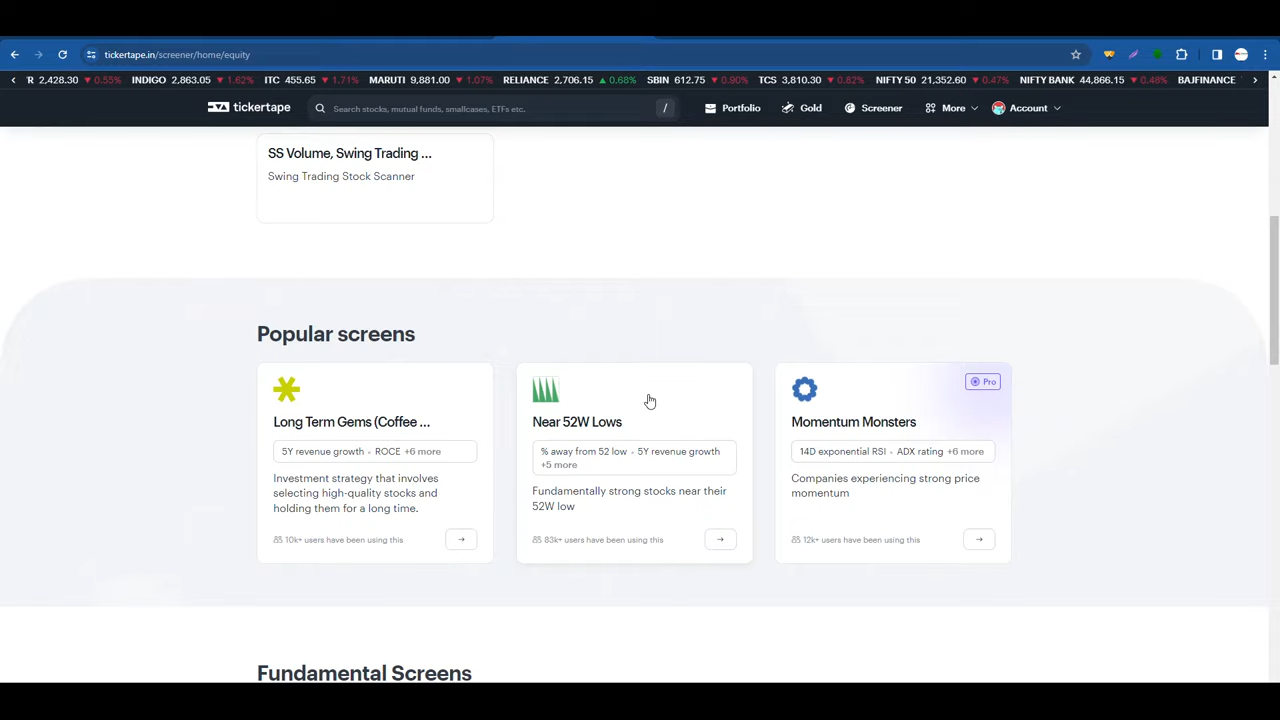 tickertape.in/screener/home/equity
2,428.30 0.55% INDIGO 2,863.05 1.62% ITC 455.65 1.71% MARUTI 9,881.00 1.07% RELIANCE 2,706.15 0.68% SBIN 612.75 0.90% TCS 3,810.30 0.82% NIFTY 50 21,352.60 0.47% NIFTY BANK 44,866.15 0.48% BAJFINANCE
tickertape Search stocks, mutual funds, smallcases, ETFs etc. / Portfolio Gold Screener More Account
SS Volume, Swing Trading ...
Swing Trading Stock Scanner
Popular screens
Pro
Long Term Gems (Coffee ...
Near 52W Lows
Momentum Monsters
5Y revenue growth • ROCE +6 more
% away from 52 low • 5Y revenue growth
+5 more
14D exponential RSI • ADX rating +6 more
Investment strategy that involves
selecting high-quality stocks and
holding them for a long time.
Fundamentally strong stocks near their
52W low
Companies experiencing strong price
momentum
10k+ users have been using this
83k+ users have been using this
12k+ users have been using this
Fundamental Screens